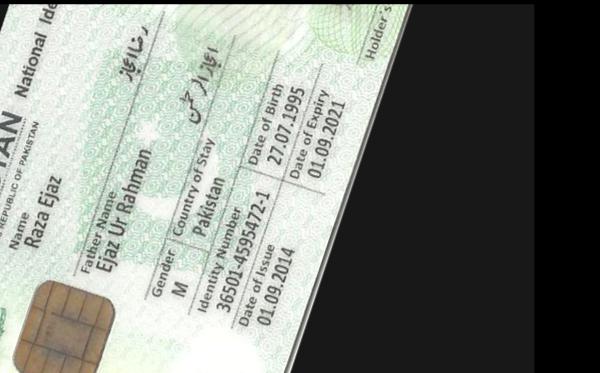 National Ide
TAN
REPUBLIC OF PAKISTAN
Name
Raza Ejaz
رضا اعجاز
Father Name
Ejaz Ur Rahman
اعجاز الرحمٰن
Gender
M
Country of Stay
Pakistan
Identity Number
36501-4595472-1
Date of Birth
27.07.1995
Date of Issue
01.09.2014
Date of Expiry
01.09.2021
Holder's